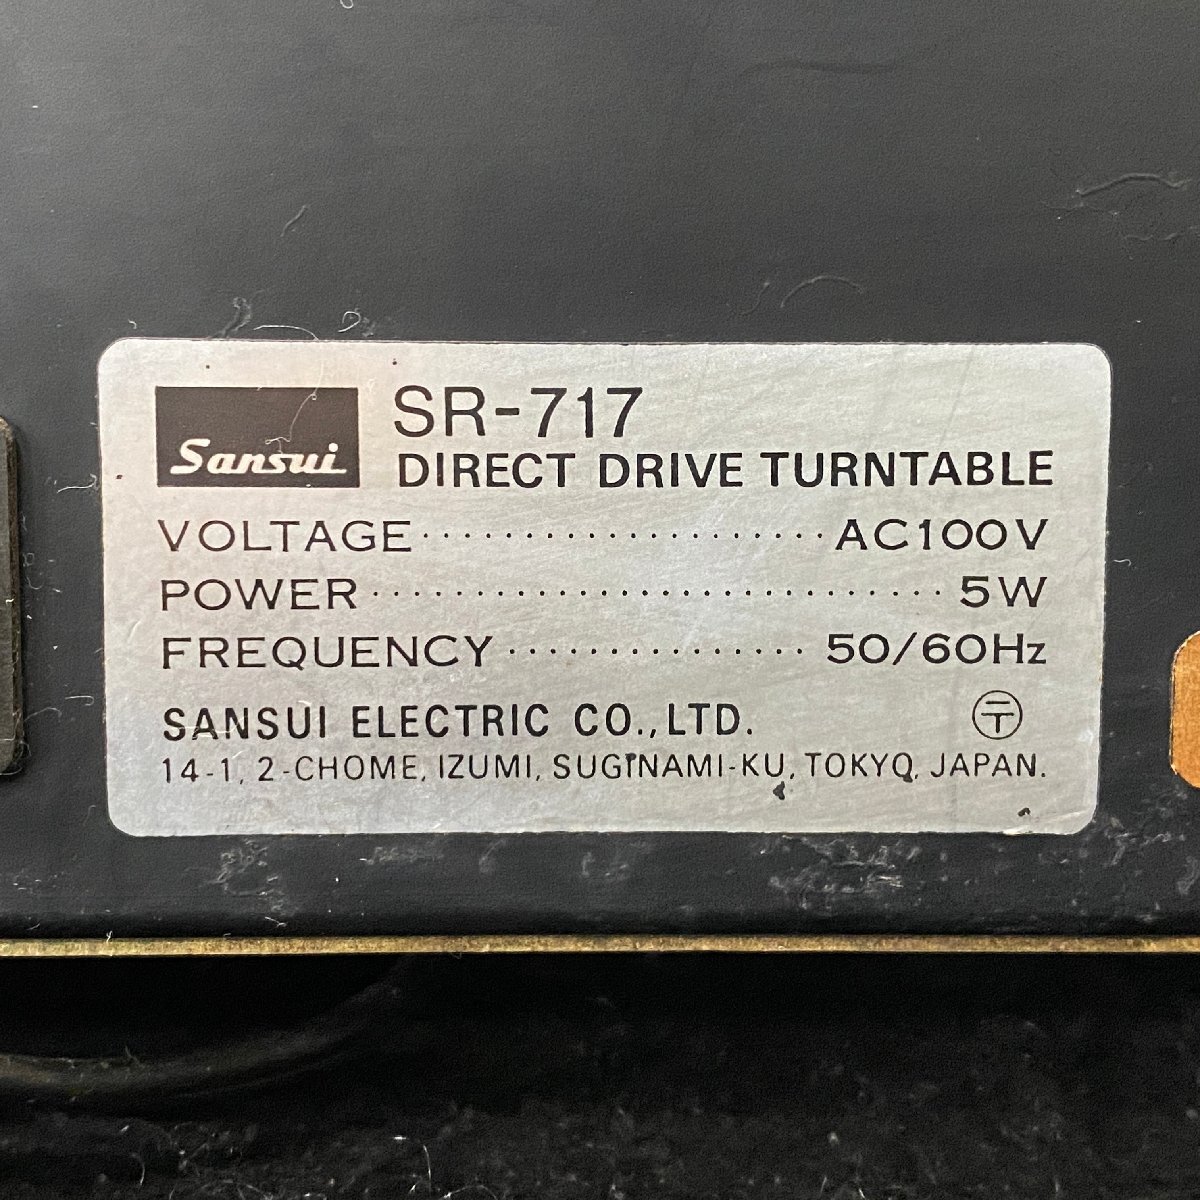 Sansui
SR-717
DIRECT DRIVE TURNTABLE
VOLTAGE ···················· AC100V
POWER ······························ 5W
FREQUENCY ················ 50/60Hz
SANSUI ELECTRIC CO.,LTD. 〒
14-1, 2-CHOME, IZUMI, SUGINAMI-KU, TOKYO, JAPAN.